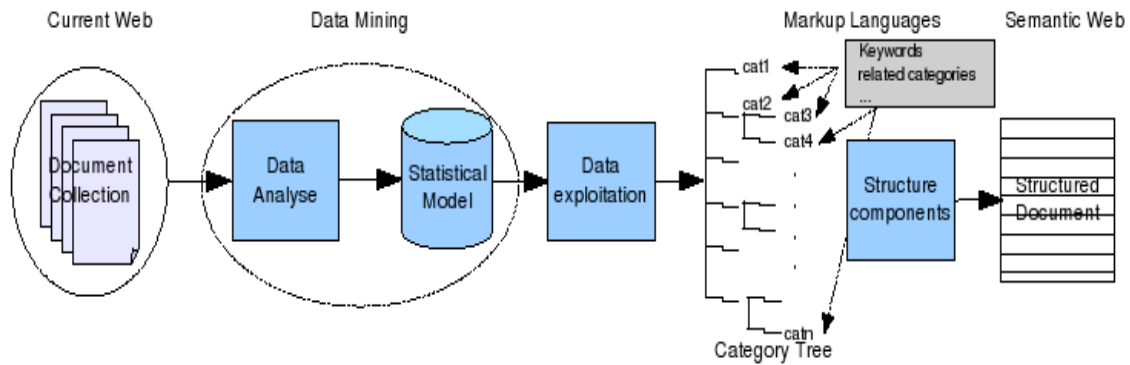 Current Web
Data Mining
Markup Languages
Semantic Web
Document
Collection
Data
Analyse
Statistical
Model
Data
exploitation
cat1
cat2
cat3
cat4
.
.
.
catn
Category Tree
Keywords
related categories
...
Structure
components
Structured
Document